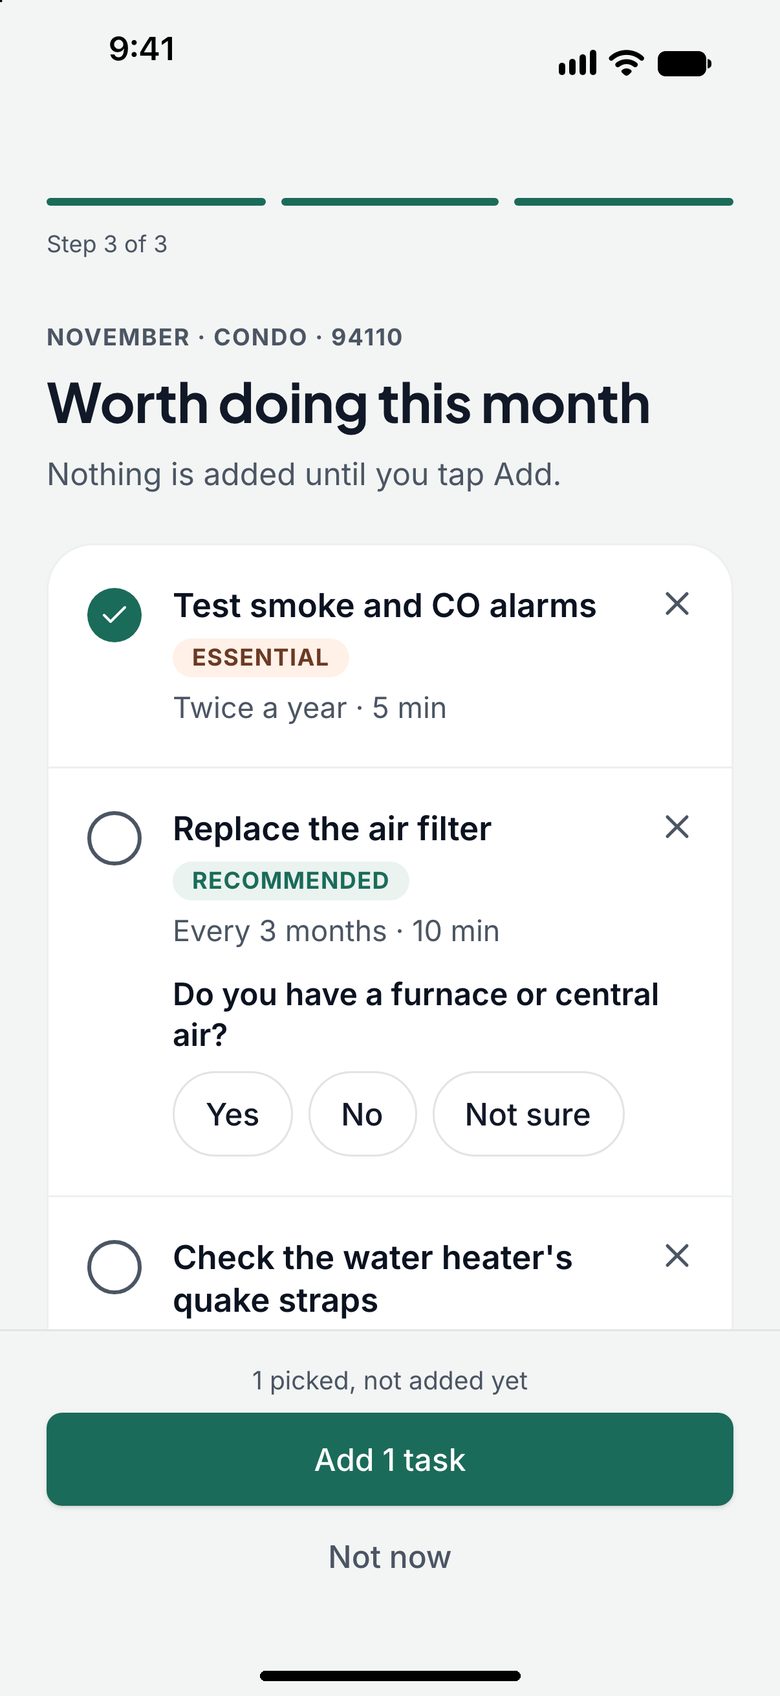 9:41
Step 3 of 3
NOVEMBER · CONDO · 94110
Worth doing this month
Nothing is added until you tap Add.
Test smoke and CO alarms
ESSENTIAL
Twice a year · 5 min
Replace the air filter
RECOMMENDED
Every 3 months · 10 min
Do you have a furnace or central
air?
Yes
No
Not sure
Check the water heater's
quake straps
1 picked, not added yet
Add 1 task
Not now